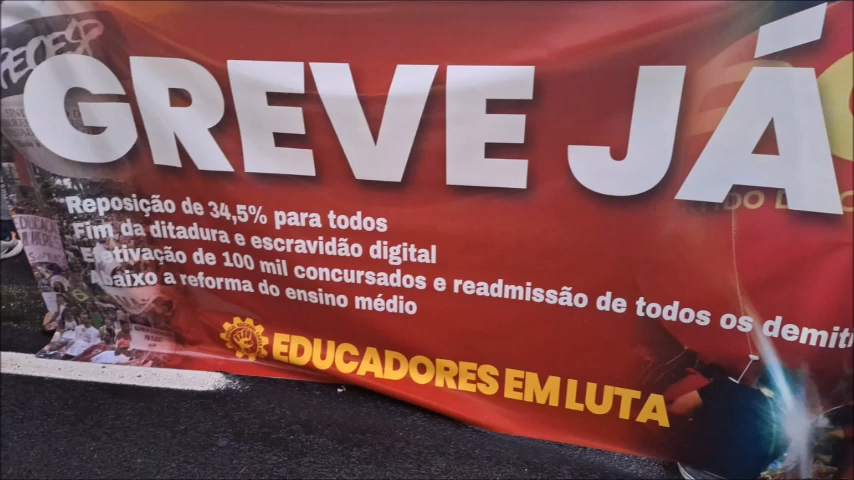 GREVE JÁ
Reposição de 34,5% para todos
Fim da ditadura e escravidão digital
Efetivação de 100 mil concursados e readmissão de todos os demiti
Abaixo a reforma do ensino médio
EDUCADORES EM LUTA